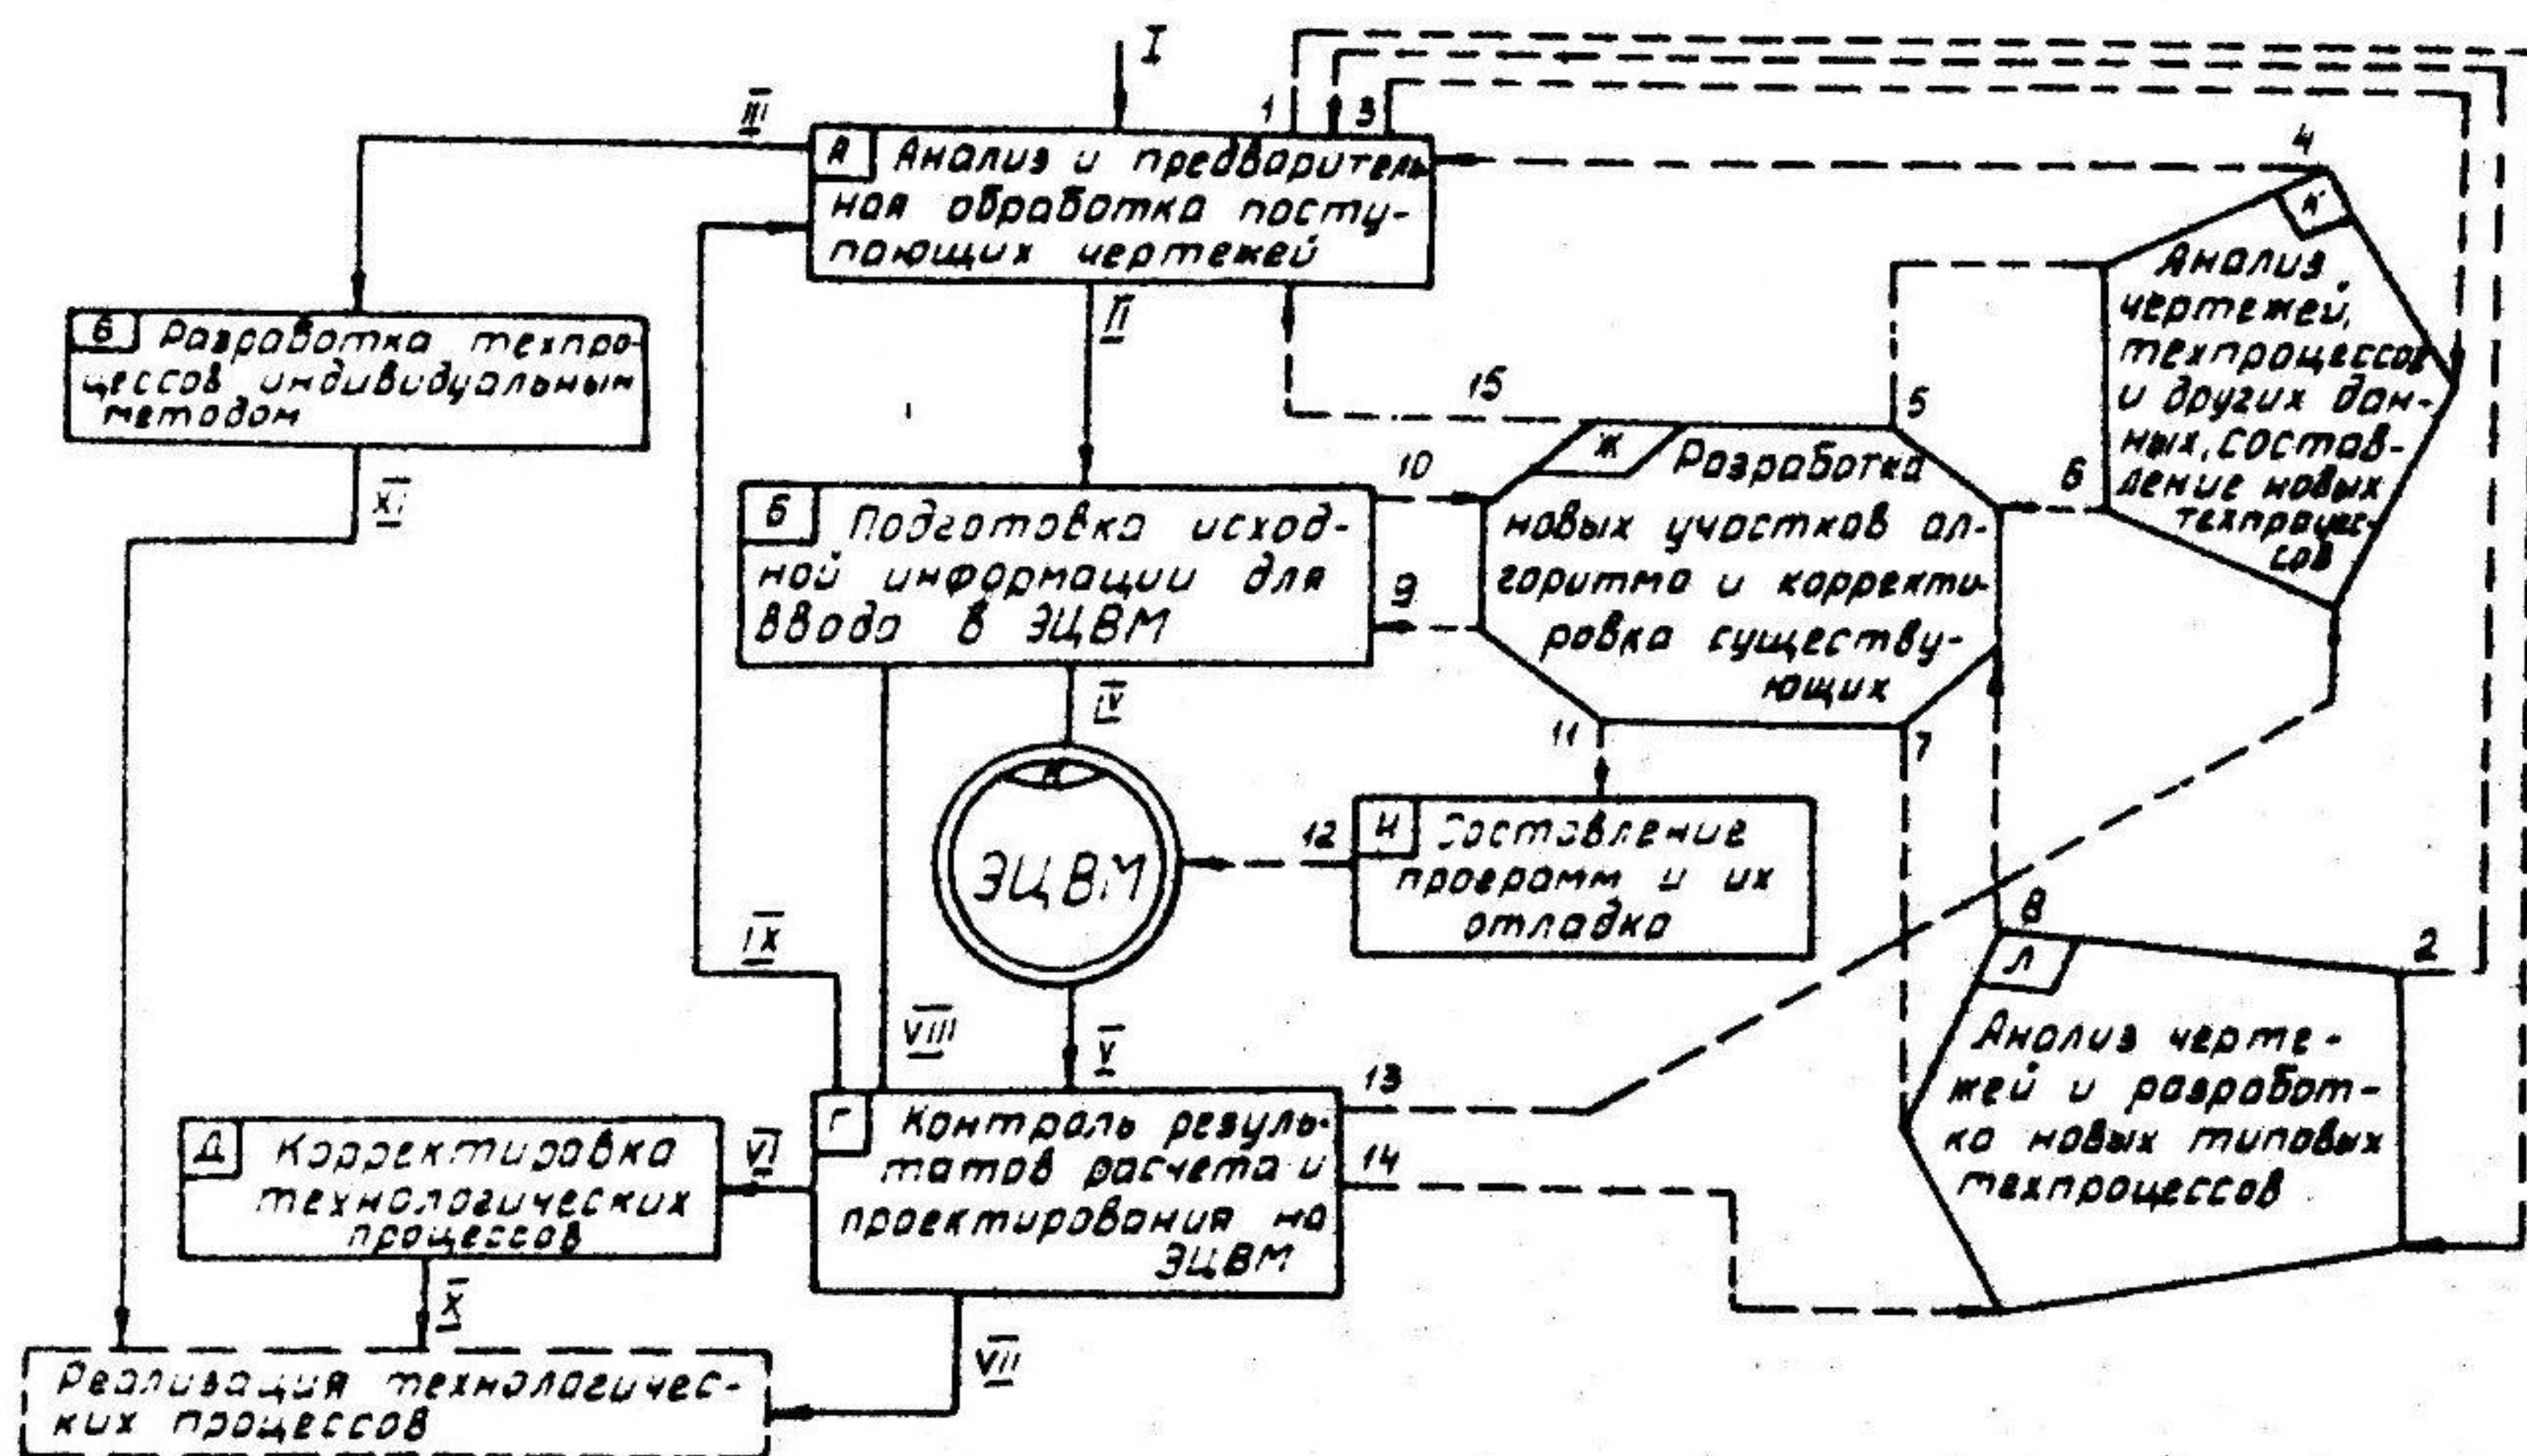 I
III
1
3
А Анализ и предваритель
ная обработка посту-
пающих чертежей
4
К
Анализ
чертежей,
техпроцессов
и других дан-
ных, состав-
ление новых
техпроцес-
сов
II
В Разработка техпро-
цессов индивидуальным
методом
15
5
6
XI
10
9
Б Подготовка исход-
ной информации для
ввода в ЭЦВМ
Ж Разработка
новых участков ал-
горитма и корректи-
ровка существу-
ющих
IV
11
7
ЭЦВМ
12
И Составление
программ и их
отладка
8
2
IX
VIII
V
Л
Анализ черте-
жей и разработ-
ка новых типовых
техпроцессов
13
14
Г Контроль резуль-
татов расчета и
проектирования на
ЭЦВМ
VI
Д Корректировка
технологических
процессов
X
VII
Реализация технологичес-
ких процессов